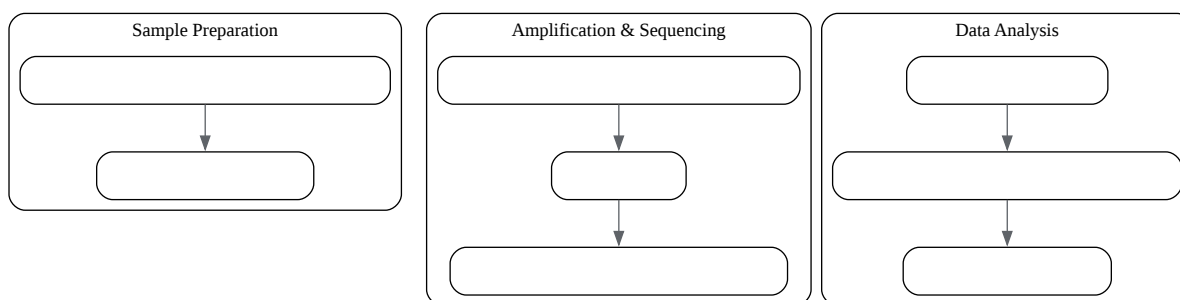 Sample Preparation
Amplification & Sequencing
Data Analysis